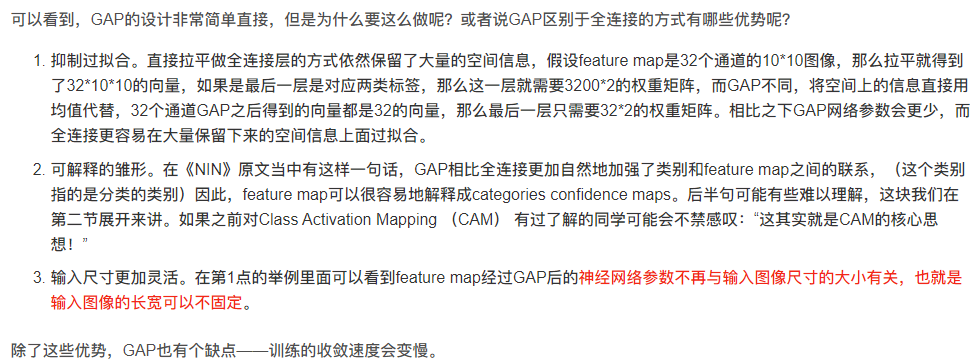 可以看到，GAP的设计非常简单直接，但是为什么要这么做呢？或者说GAP区别于全连接的方式有哪些优势呢？
1. 抑制过拟合。直接拉平做全连接层的方式依然保留了大量的空间信息，假设feature map是32个通道的10*10图像，那么拉平就得到
了32*10*10的向量，如果是最后一层是对应两类标签，那么这一层就需要3200*2的权重矩阵，而GAP不同，将空间上的信息直接用
均值代替，32个通道GAP之后得到的向量都是32的向量，那么最后一层只需要32*2的权重矩阵。相比之下GAP网络参数会更少，而
全连接更容易在大量保留下来的空间信息上面过拟合。
2. 可解释的雏形。在《NIN》原文当中有这样一句话，GAP相比全连接更加自然地加强了类别和feature map之间的联系，（这个类别
指的是分类的类别）因此，feature map可以很容易地解释成categories confidence maps。后半句可能有些难以理解，这块我们在
第二节展开来讲。如果之前对Class Activation Mapping （CAM） 有过了解的同学可能会不禁感叹：“这其实就是CAM的核心思
想！”
3. 输入尺寸更加灵活。在第1点的举例里面可以看到feature map经过GAP后的神经网络参数不再与输入图像尺寸的大小有关，也就是
输入图像的长宽可以不固定。
除了这些优势，GAP也有个缺点——训练的收敛速度会变慢。